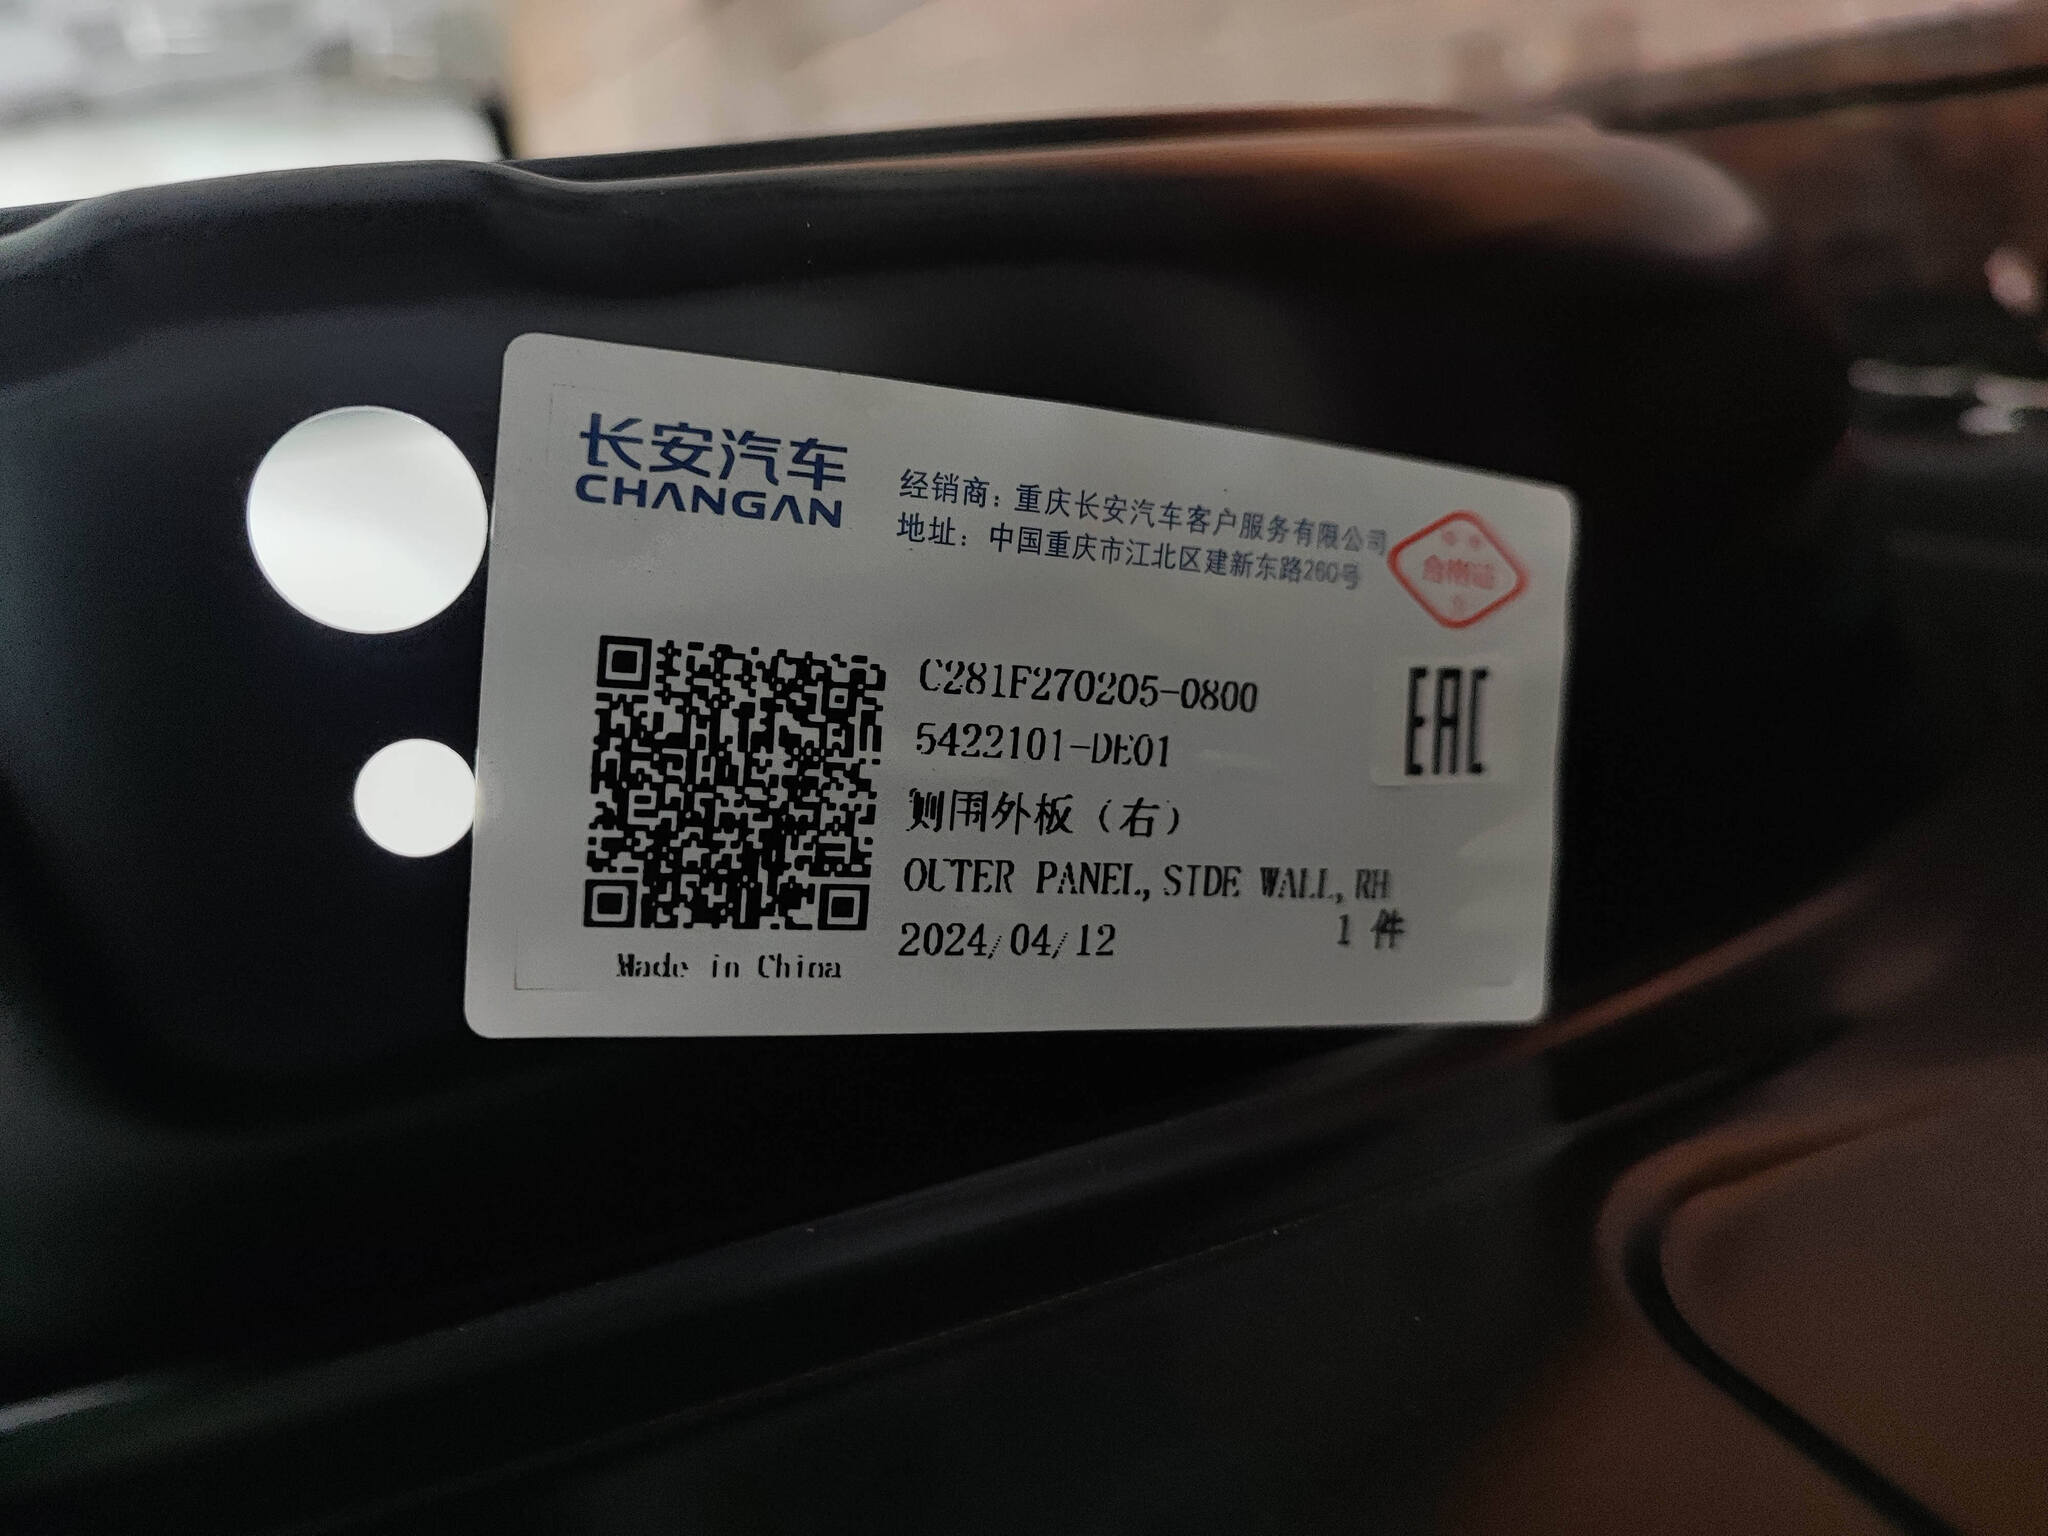 长安汽车
CHANGAN
经销商：重庆长安汽车客户服务有限公司
地址：中国重庆市江北区建新东路260号
合格证
C281F270205-0800
5422101-DE01
EAC
侧围外板（右）
OUTER PANEL,SIDE WALL,RH
1 件
2024/04/12
Made in China